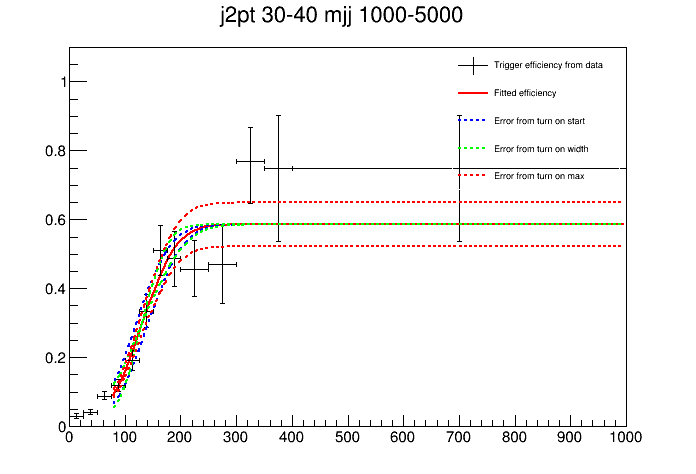 j2pt 30-40 mjj 1000-5000
Trigger efficiency from data
Fitted efficiency
Error from turn on start
Error from turn on width
Error from turn on max
1
0.8
0.6
0.4
0.2
0
0 100 200 300 400 500 600 700 800 900 1000